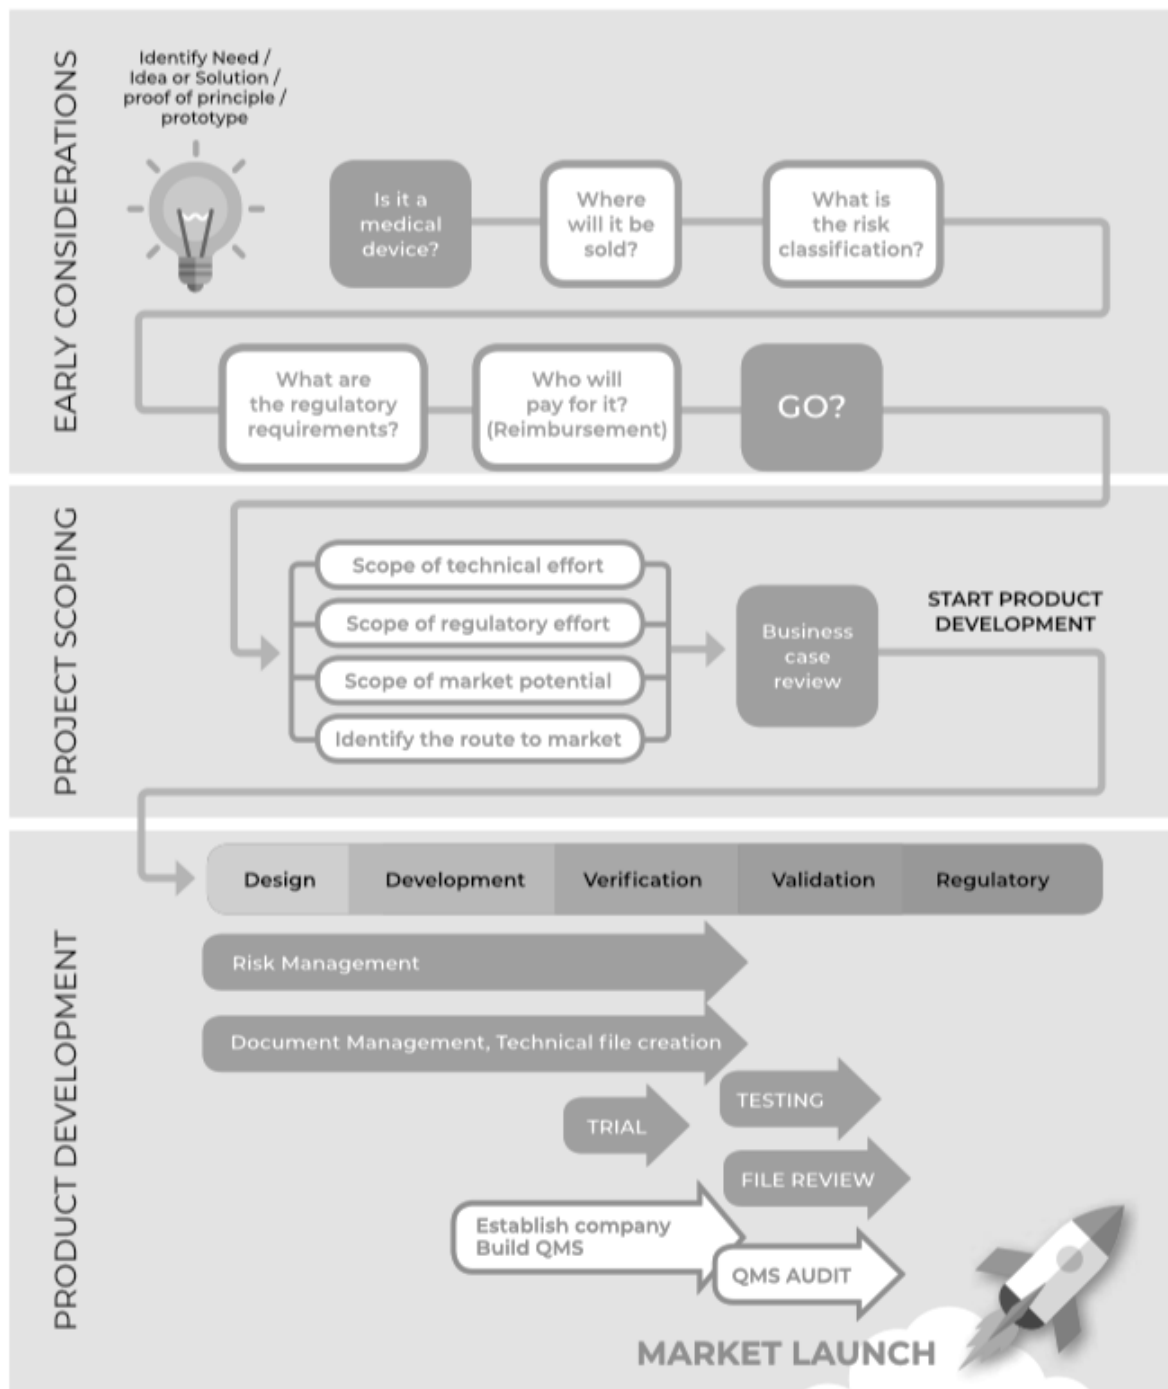 EARLY CONSIDERATIONS
Identify Need /
Idea or Solution /
proof of principle /
prototype
Is it a
medical
device?
Where
will it be
sold?
What is
the risk
classification?
What are
the regulatory
requirements?
Who will
pay for it?
(Reimbursement)
GO?
PROJECT SCOPING
Scope of technical effort
Scope of regulatory effort
Scope of market potential
Identify the route to market
Business
case
review
START PRODUCT
DEVELOPMENT
PRODUCT DEVELOPMENT
Design
Development
Verification
Validation
Regulatory
Risk Management
Document Management, Technical file creation
TRIAL
TESTING
FILE REVIEW
Establish company
Build QMS
QMS AUDIT
MARKET LAUNCH